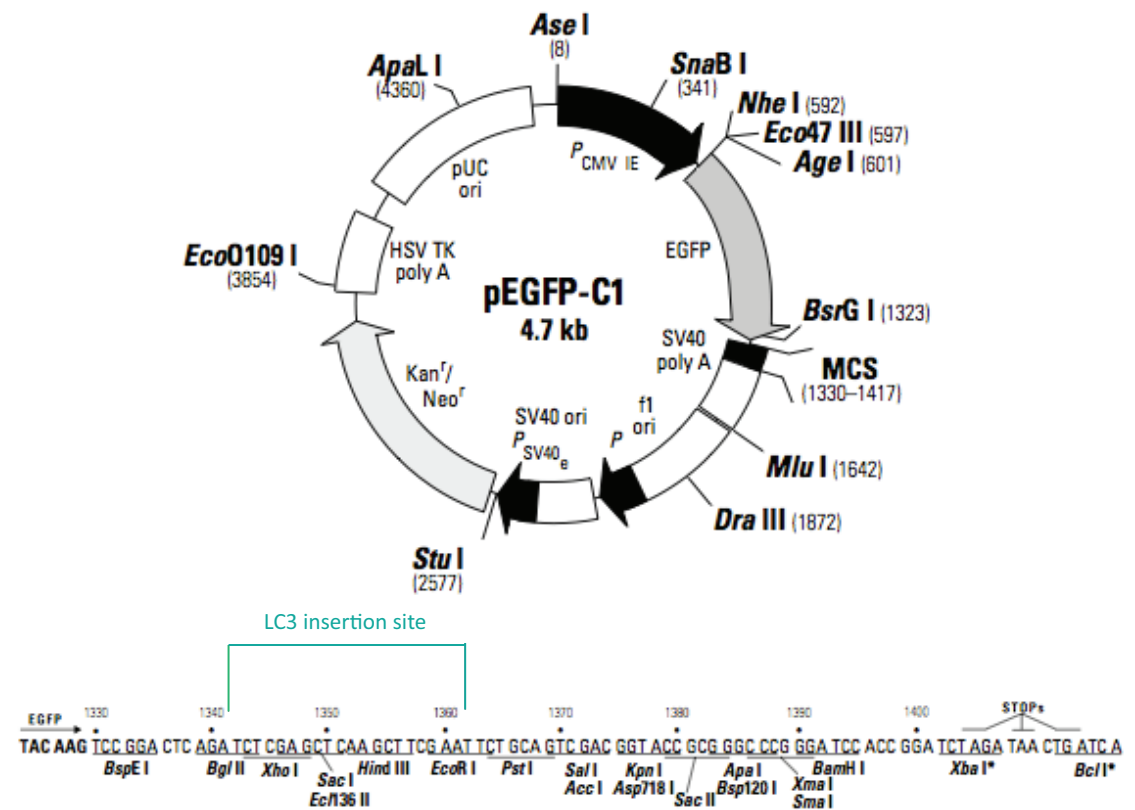 Ase I
(8)
ApaL I
(4360)
SnaB I
(341)
Nhe I (592)
Eco47 III (597)
Age I (601)
P CMV IE
pUC
ori
EGFP
EcoO109 I
(3854)
HSV TK
poly A
pEGFP-C1
4.7 kb
BsrG I (1323)
SV40
poly A
MCS
(1330–1417)
Kanr/
Neor
f1
ori
SV40 ori
P SV40e
P
Mlu I (1642)
Dra III (1872)
Stu I
(2577)
LC3 insertion site
EGFP 1330 1340 1350 1360 1370 1380 1390 1400 STOPs
TAC AAG TCC GGA CTC AGA TCT CGA GCT CAA GCT TCG AAT TCT GCA GTC GAC GGT ACC GCG GGC CCG GGA TCC ACC GGA TCT AGA TAA CTG ATC A
BspE I Bgl II Xho I Sac I Hind III EcoR I Pst I Sal I Kpn I Apa I BamH I Xba I* Bcl I*
Ecl136 II Acc I Asp718 I Sac II Bsp120 I Xma I
Sma I